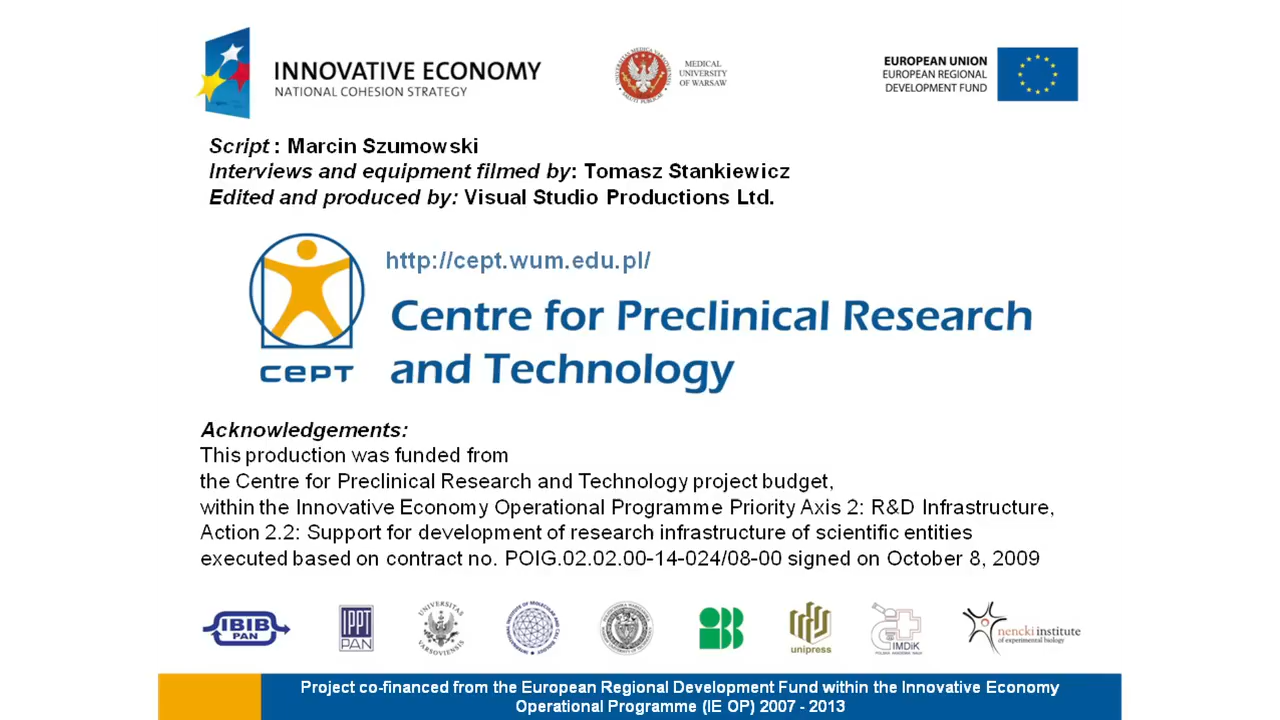 INNOVATIVE ECONOMY
NATIONAL COHESION STRATEGY
MEDICAL
UNIVERSITY
OF WARSAW
EUROPEAN UNION
EUROPEAN REGIONAL
DEVELOPMENT FUND
Script : Marcin Szumowski
Interviews and equipment filmed by: Tomasz Stankiewicz
Edited and produced by: Visual Studio Productions Ltd.
http://cept.wum.edu.pl/
Centre for Preclinical Research
and Technology
CePT
Acknowledgements:
This production was funded from
the Centre for Preclinical Research and Technology project budget,
within the Innovative Economy Operational Programme Priority Axis 2: R&D Infrastructure,
Action 2.2: Support for development of research infrastructure of scientific entities
executed based on contract no. POIG.02.02.00-14-024/08-00 signed on October 8, 2009
IBIB
PAN
IPPT
PAN
UNIVERSITAS
VARSOVIENSIS
unipress
IMDiK
nencki institute
of experimental biology
Project co-financed from the European Regional Development Fund within the Innovative Economy
Operational Programme (IE OP) 2007 - 2013